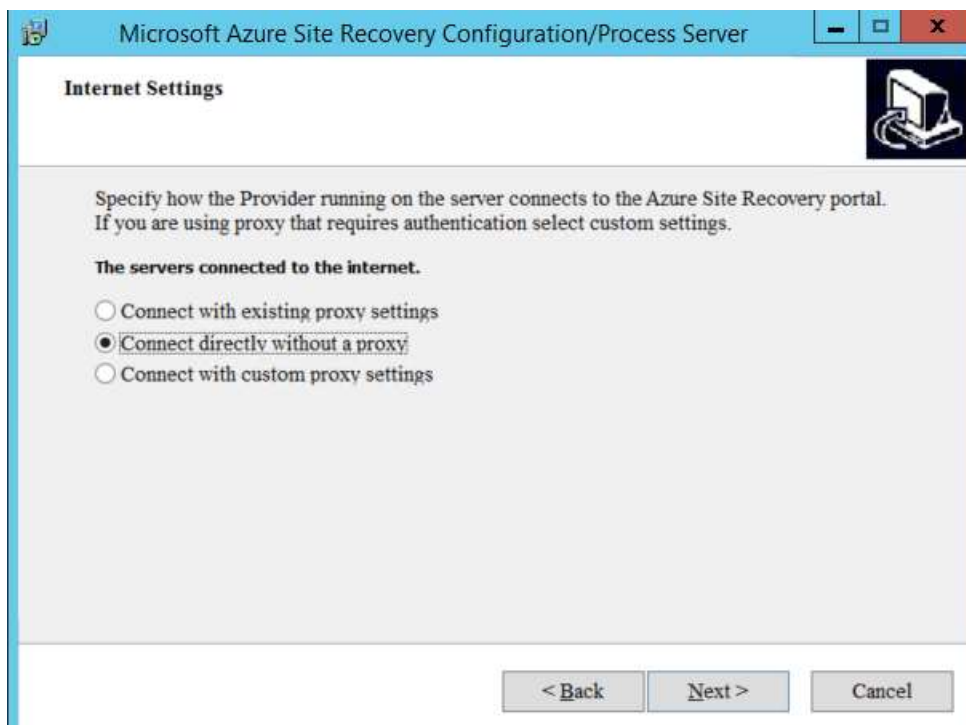 Microsoft Azure Site Recovery Configuration/Process Server
Internet Settings
Specify how the Provider running on the server connects to the Azure Site Recovery portal.
If you are using proxy that requires authentication select custom settings.
The servers connected to the internet.
Connect with existing proxy settings
Connect directly without a proxy
Connect with custom proxy settings
< Back
Next >
Cancel